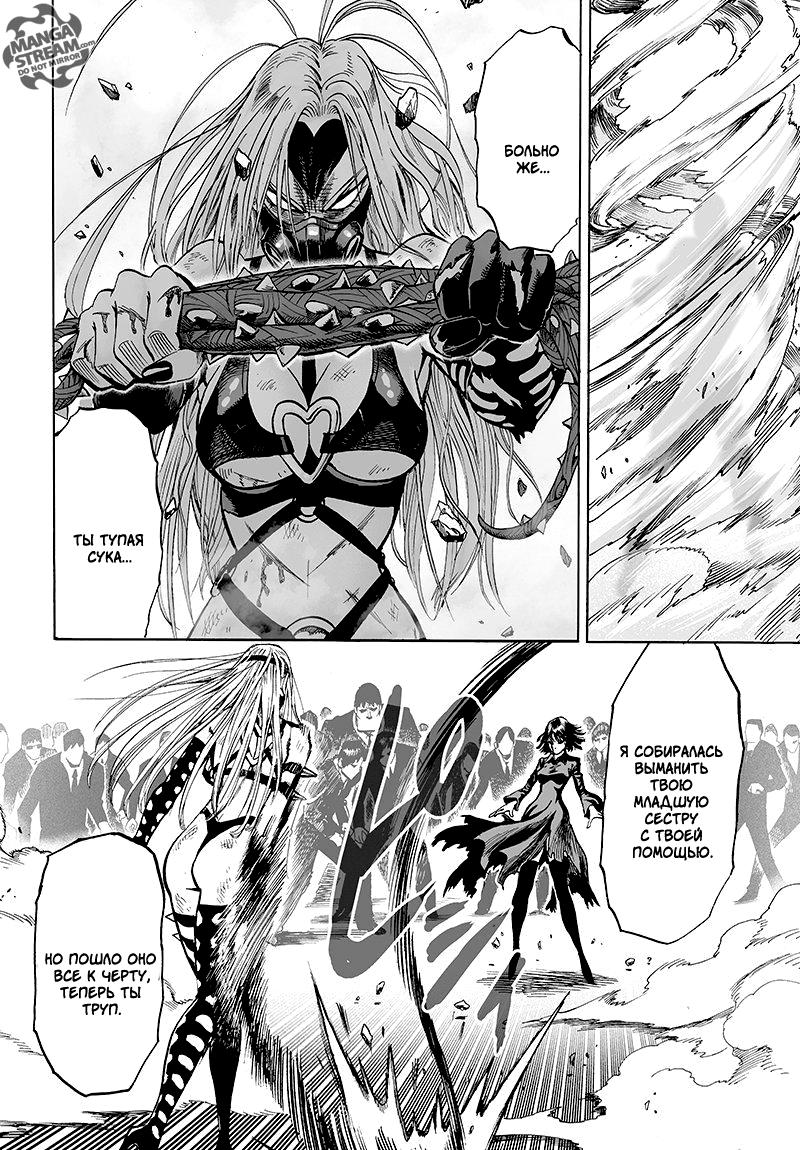 MANGA
STREAM.com
DO NOT MIRROR
БОЛЬНО
ЖЕ...
ТЫ ТУПАЯ
СУКА...
Я СОБИРАЛАСЬ
ВЫМАНИТЬ
ТВОЮ
МЛАДШУЮ
СЕСТРУ
С ТВОЕЙ
ПОМОЩЬЮ.
НО ПОШЛО ОНО
ВСЕ К ЧЕРТУ,
ТЕПЕРЬ ТЫ
ТРУП.